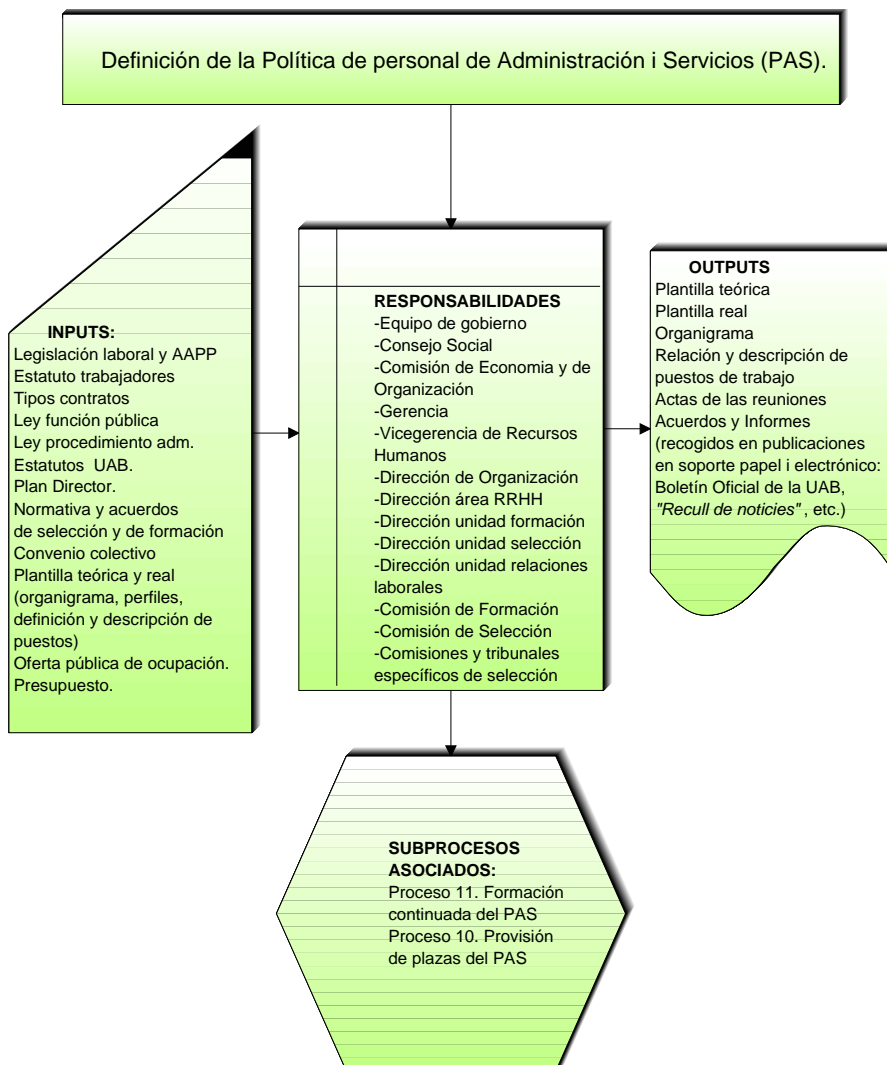 Definición de la Política de personal de Administración i Servicios (PAS).
INPUTS:
Legislación laboral y AAPP
Estatuto trabajadores
Tipos contratos
Ley función pública
Ley procedimiento adm.
Estatutos UAB.
Plan Director.
Normativa y acuerdos
de selección y de formación
Convenio colectivo
Plantilla teórica y real
(organigrama, perfiles,
definición y descripción de
puestos)
Oferta pública de ocupación.
Presupuesto.
RESPONSABILIDADES
-Equipo de gobierno
-Consejo Social
-Comisión de Economia y de
Organización
-Gerencia
-Vicegerencia de Recursos
Humanos
-Dirección de Organización
-Dirección área RRHH
-Dirección unidad formación
-Dirección unidad selección
-Dirección unidad relaciones
laborales
-Comisión de Formación
-Comisión de Selección
-Comisiones y tribunales
específicos de selección
OUTPUTS
Plantilla teórica
Plantilla real
Organigrama
Relación y descripción de
puestos de trabajo
Actas de las reuniones
Acuerdos y Informes
(recogidos en publicaciones
en soporte papel i electrónico:
Boletín Oficial de la UAB,
"Recull de noticies" , etc.)
SUBPROCESOS
ASOCIADOS:
Proceso 11. Formación
continuada del PAS
Proceso 10. Provisión
de plazas del PAS